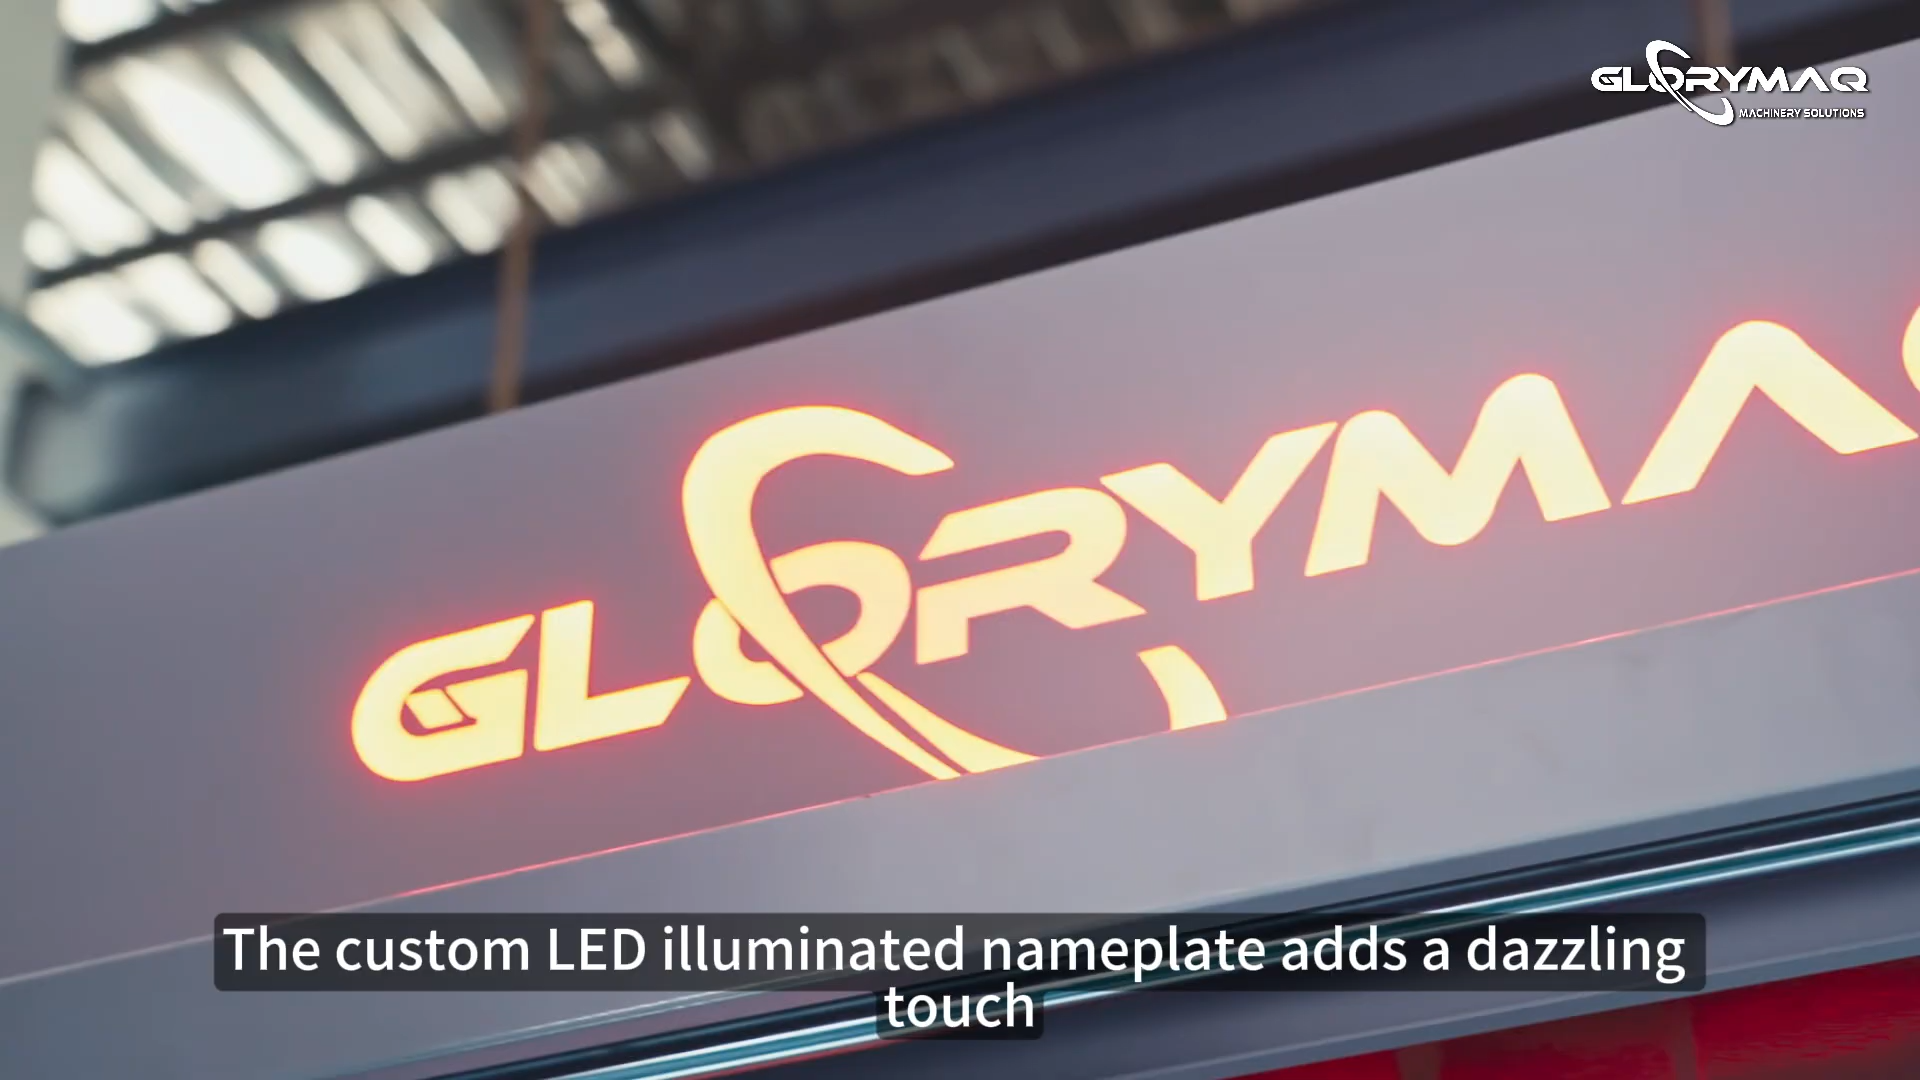 GLORYMAQ
MACHINERY SOLUTIONS
GLORYMA
The custom LED illuminated nameplate adds a dazzling
touch